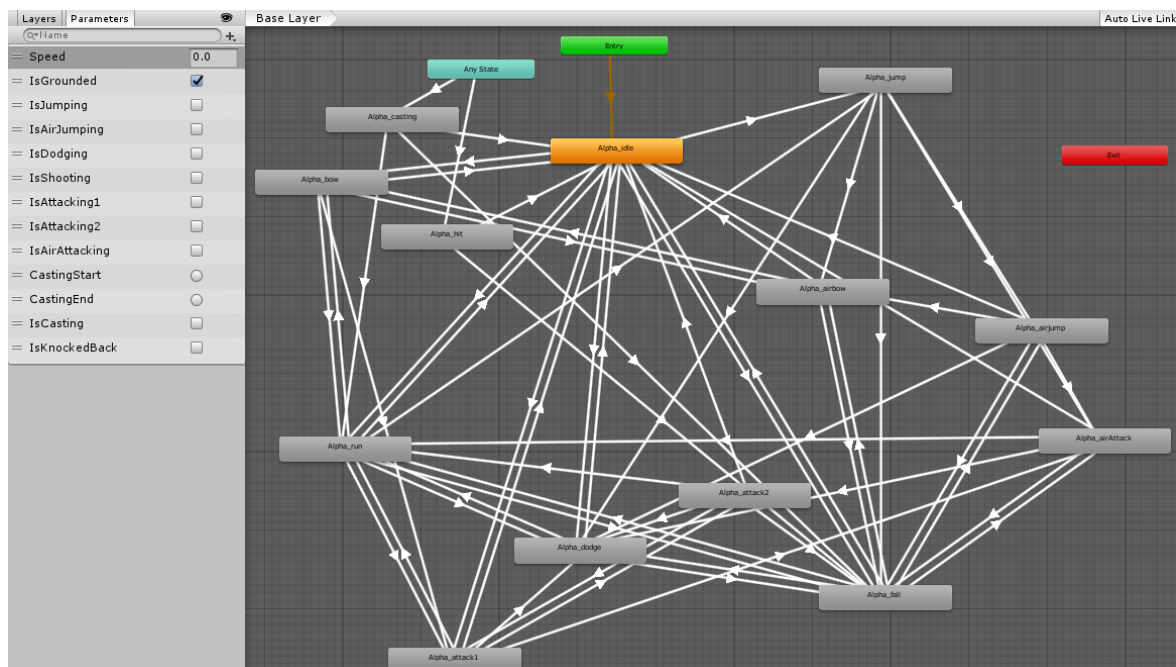 Layers Parameters
Name
Speed 0.0
IsGrounded
IsJumping
IsAirJumping
IsDodging
IsShooting
IsAttacking1
IsAttacking2
IsAirAttacking
CastingStart
CastingEnd
IsCasting
IsKnockedBack
Base Layer
Auto Live Link
Entry
Any State
Alpha_jump
Alpha_casting
Alpha_idle
Exit
Alpha_bow
Alpha_hit
Alpha_airbow
Alpha_airjump
Alpha_run
Alpha_airAttack
Alpha_attack2
Alpha_dodge
Alpha_fall
Alpha_attack1